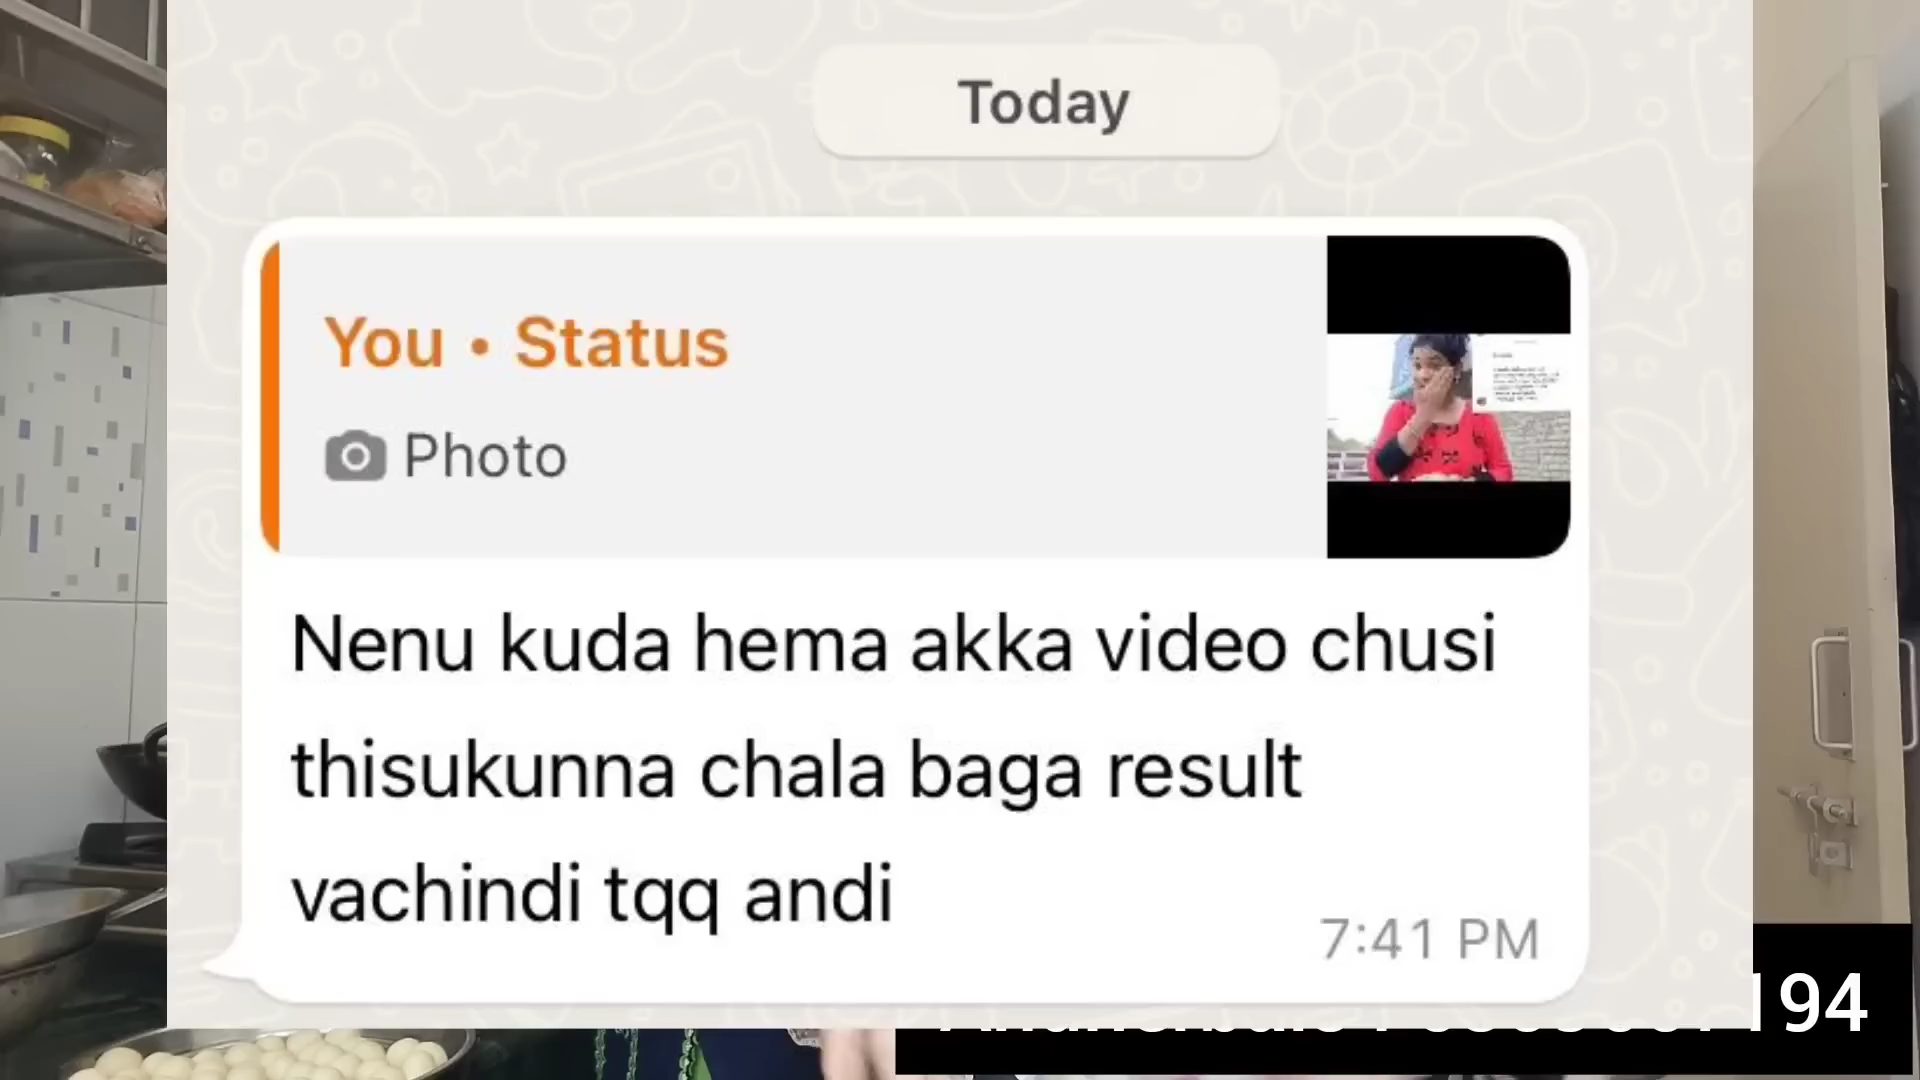 Today
You • Status
Photo
Nenu kuda hema akka video chusi
thisukunna chala baga result
vachindi tqq andi
7:41 PM
194